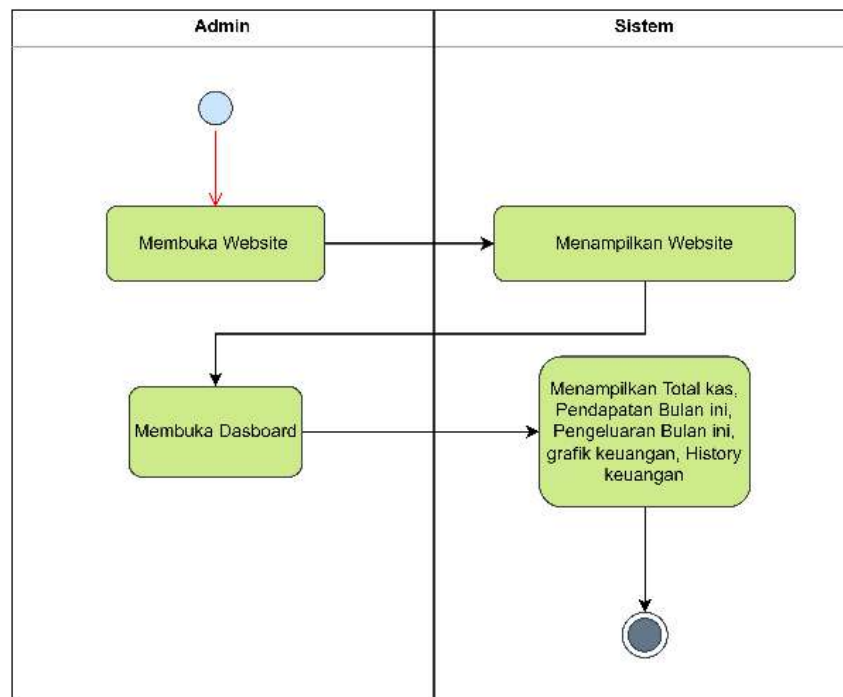 Admin
Sistem
Membuka Website
Menampilkan Website
Membuka Dasboard
Menampilkan Total kas,
Pendapatan Bulan ini,
Pengeluaran Bulan ini,
grafik keuangan, History
keuangan